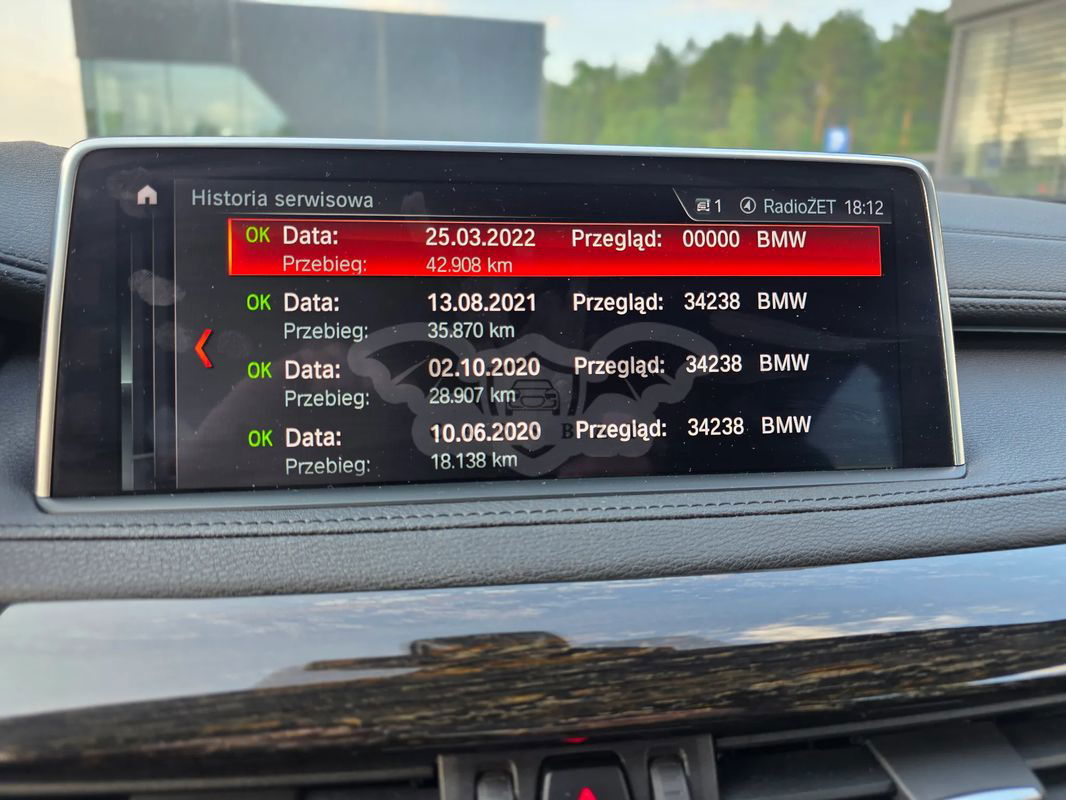 Historia serwisowa 1 RadioŻET 18:12
OK Data: 25.03.2022 Przegląd: 00000 BMW
Przebieg: 42.908 km
OK Data: 13.08.2021 Przegląd: 34238 BMW
Przebieg: 35.870 km
OK Data: 02.10.2020 Przegląd: 34238 BMW
Przebieg: 28.907 km
OK Data: 10.06.2020 Przegląd: 34238 BMW
Przebieg: 18.138 km